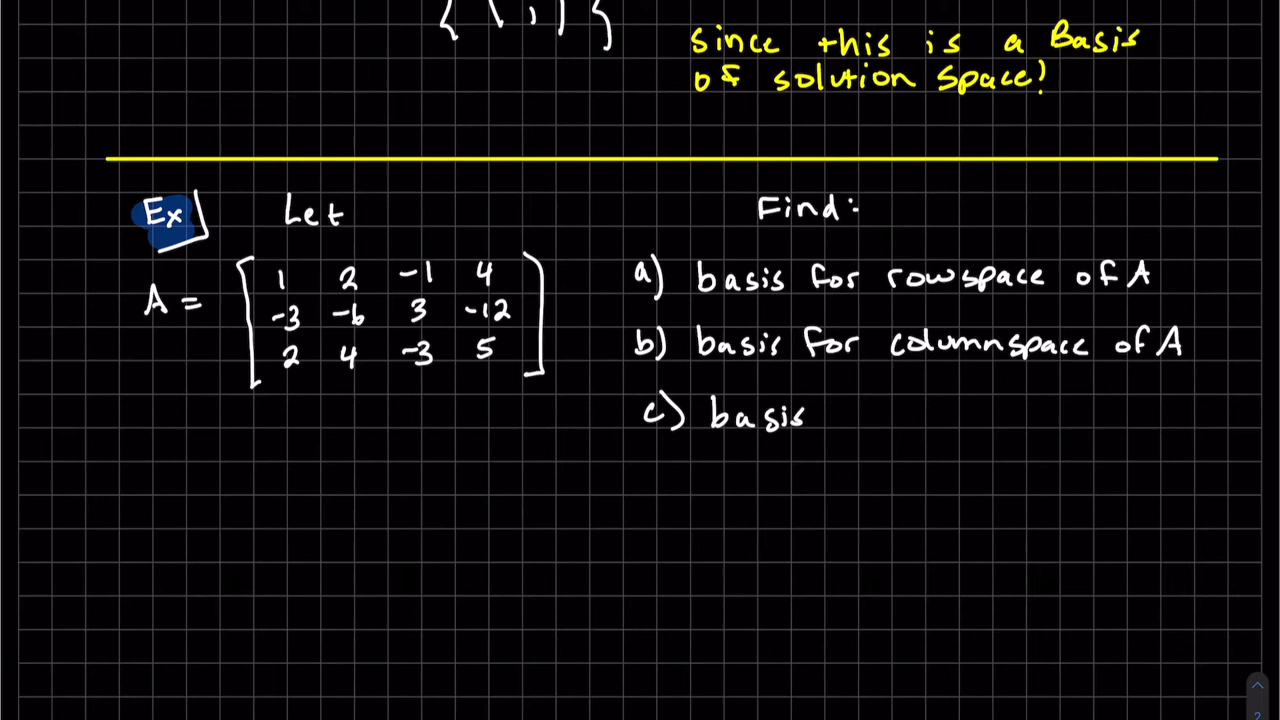 { ( , ) }
since this is a Basis
of solution space!
Ex Let Find:
A = [ 1 2 -1 4
-3 -6 3 -12
2 4 -3 5 ]
a) basis for rowspace of A
b) basis for columnspace of A
c) basis
2